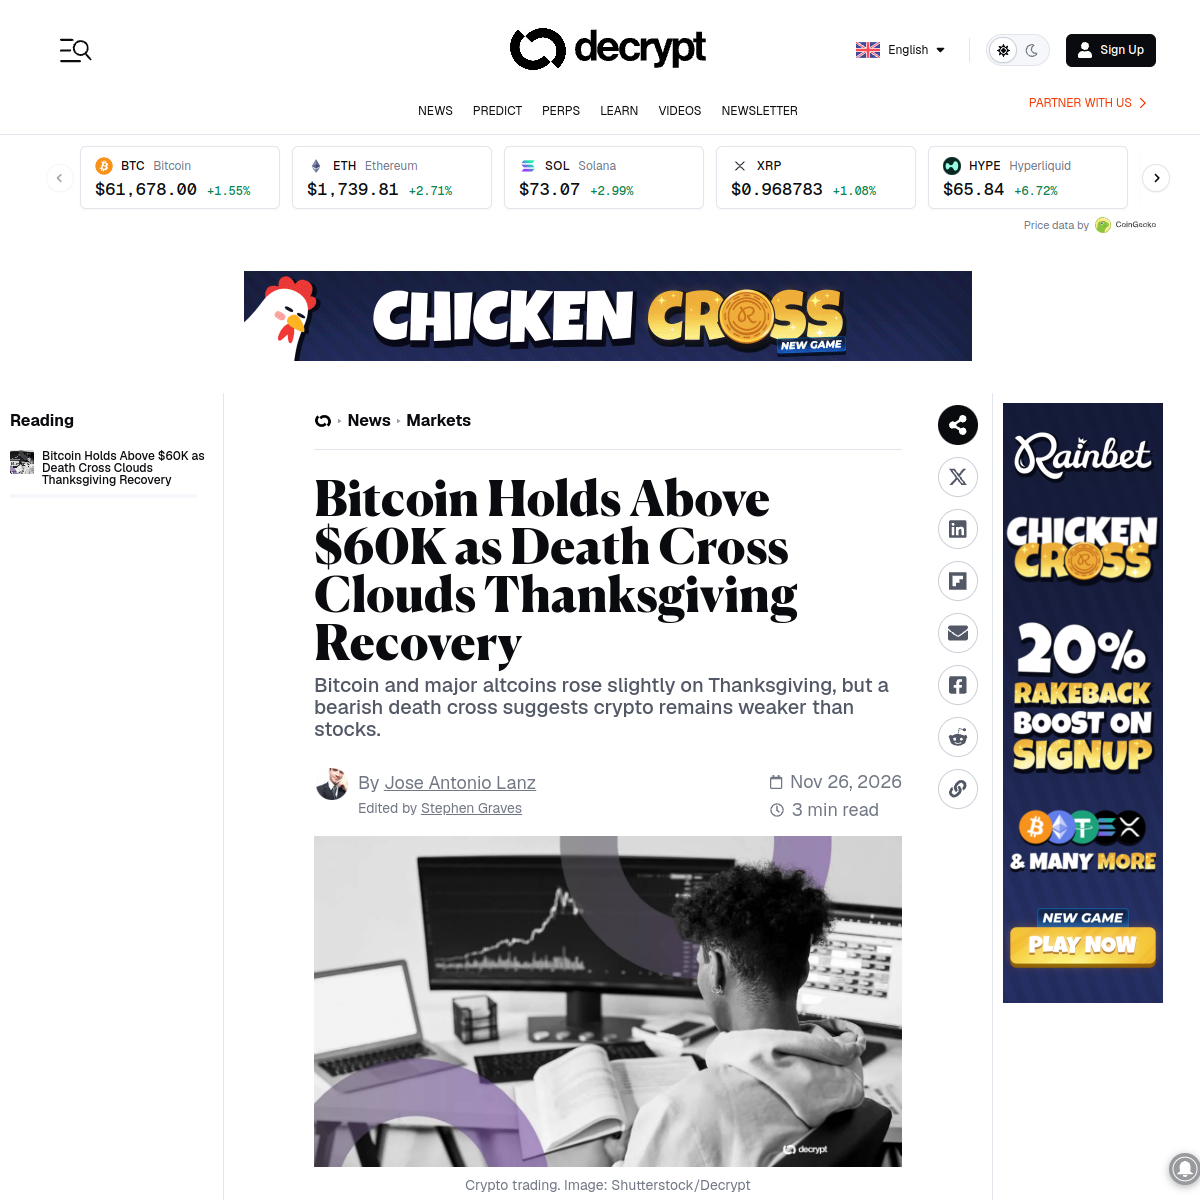 decrypt
English
Sign Up
NEWS
PREDICT
PERPS
LEARN
VIDEOS
NEWSLETTER
PARTNER WITH US
BTC Bitcoin
$61,678.00 +1.55%
ETH Ethereum
$1,739.81 +2.71%
SOL Solana
$73.07 +2.99%
XRP
$0.968783 +1.08%
HYPE Hyperliquid
$65.84 +6.72%
Price data by CoinGecko
CHICKEN CROSS
NEW GAME
Reading
Bitcoin Holds Above $60K as
Death Cross Clouds
Thanksgiving Recovery
News
Markets
Bitcoin Holds Above
$60K as Death Cross
Clouds Thanksgiving
Recovery
Bitcoin and major altcoins rose slightly on Thanksgiving, but a
bearish death cross suggests crypto remains weaker than
stocks.
By Jose Antonio Lanz
Edited by Stephen Graves
Nov 26, 2026
3 min read
decrypt
Crypto trading. Image: Shutterstock/Decrypt
Rainbet
CHICKEN
CROSS
20%
RAKEBACK
BOOST ON
SIGNUP
& MANY MORE
NEW GAME
PLAY NOW